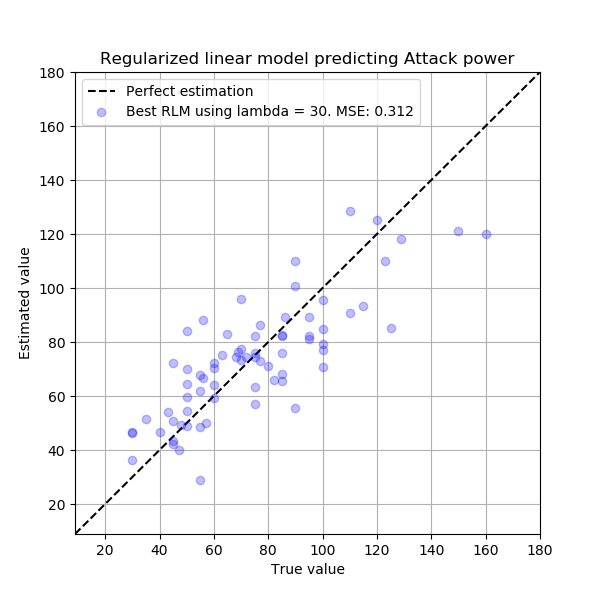 Regularized linear model predicting Attack power
180
160
140
120
100
80
60
40
20
Perfect estimation
Best RLM using lambda = 30. MSE: 0.312
Estimated value
20 40 60 80 100 120 140 160 180
True value